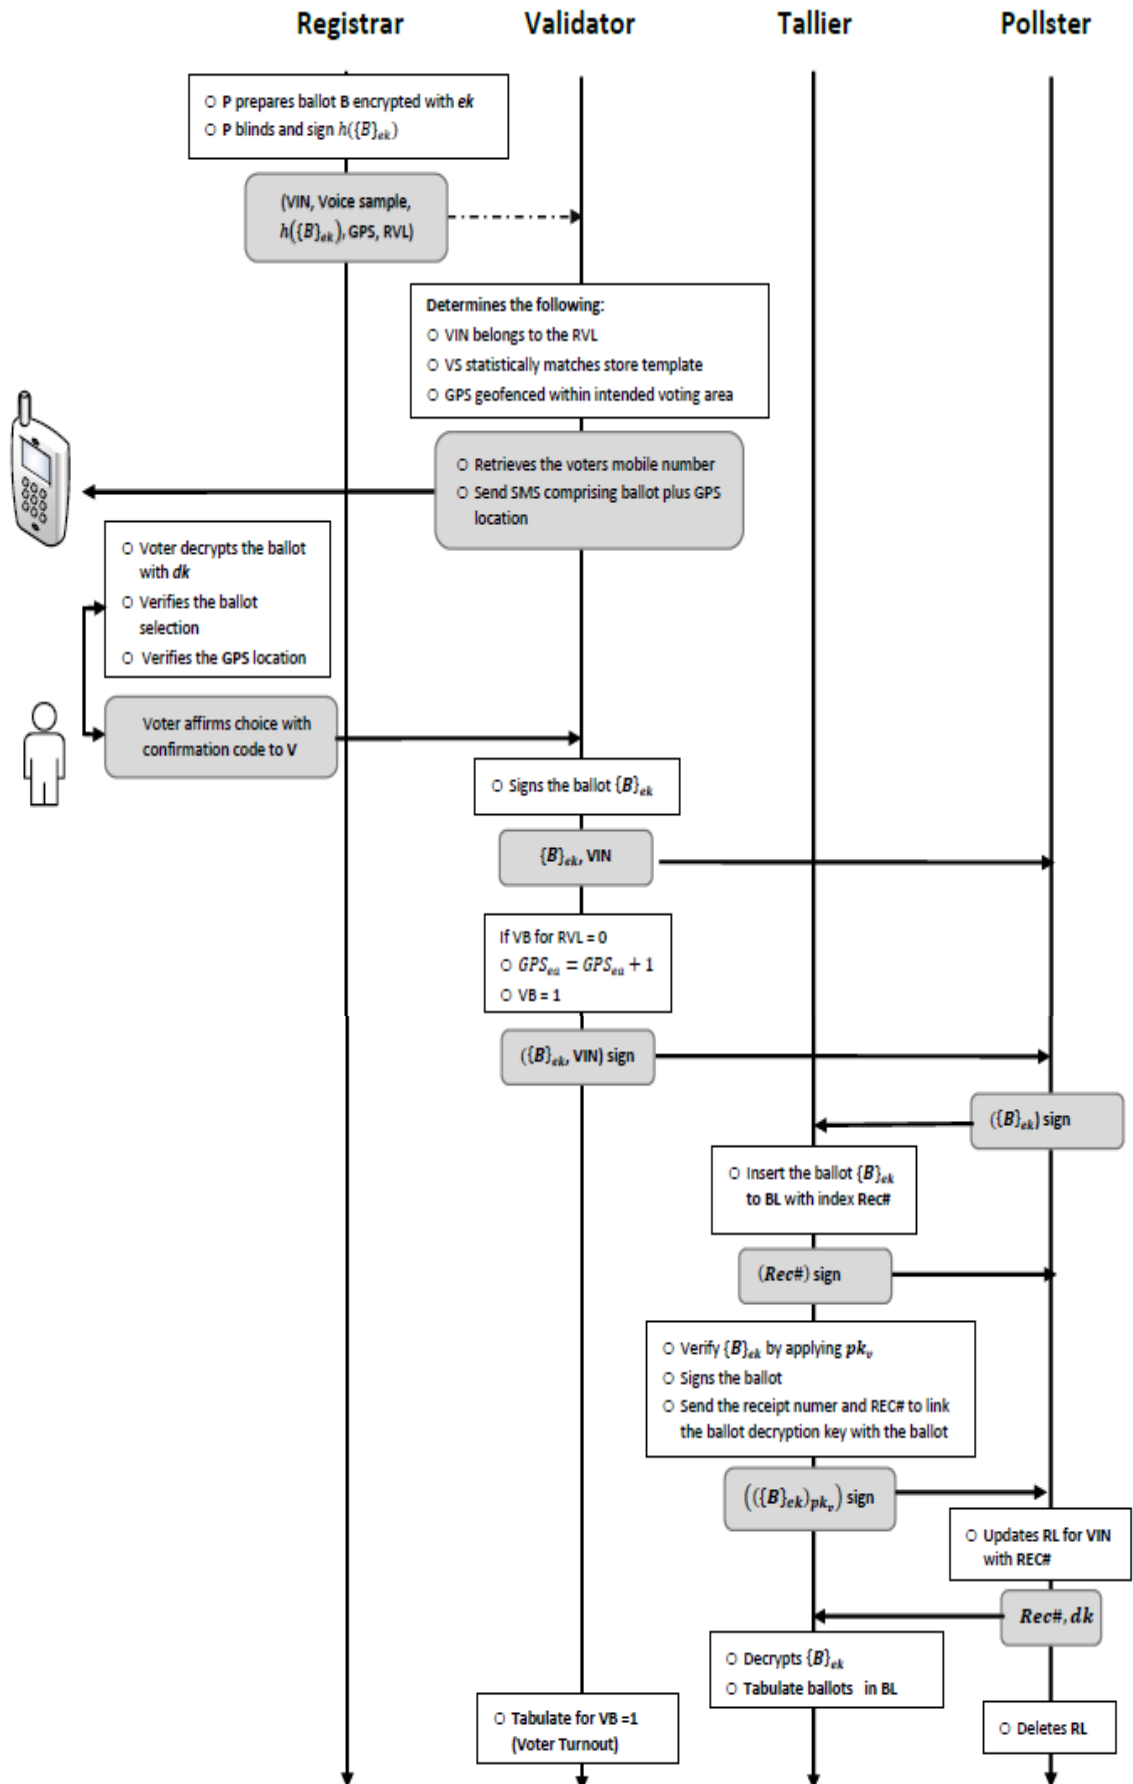 Registrar
Validator
Tallier
Pollster
○ P prepares ballot B encrypted with ek
○ P blinds and sign h({B}ek)
(VIN, Voice sample,
h({B}ek), GPS, RVL)
Determines the following:
○ VIN belongs to the RVL
○ VS statistically matches store template
○ GPS geofenced within intended voting area
○ Retrieves the voters mobile number
○ Send SMS comprising ballot plus GPS
location
○ Voter decrypts the ballot
with dk
○ Verifies the ballot
selection
○ Verifies the GPS location
Voter affirms choice with
confirmation code to V
○ Signs the ballot {B}ek
{B}ek, VIN
If VB for RVL = 0
○ GPSea = GPSea + 1
○ VB = 1
({B}ek, VIN) sign
({B}ek) sign
○ Insert the ballot {B}ek
to BL with index Rec#
(Rec#) sign
○ Verify {B}ek by applying pkv
○ Signs the ballot
○ Send the receipt numer and REC# to link
the ballot decryption key with the ballot
(({B}ek)pkv) sign
○ Updates RL for VIN
with REC#
Rec#, dk
○ Decrypts {B}ek
○ Tabulate ballots in BL
○ Tabulate for VB =1
(Voter Turnout)
○ Deletes RL